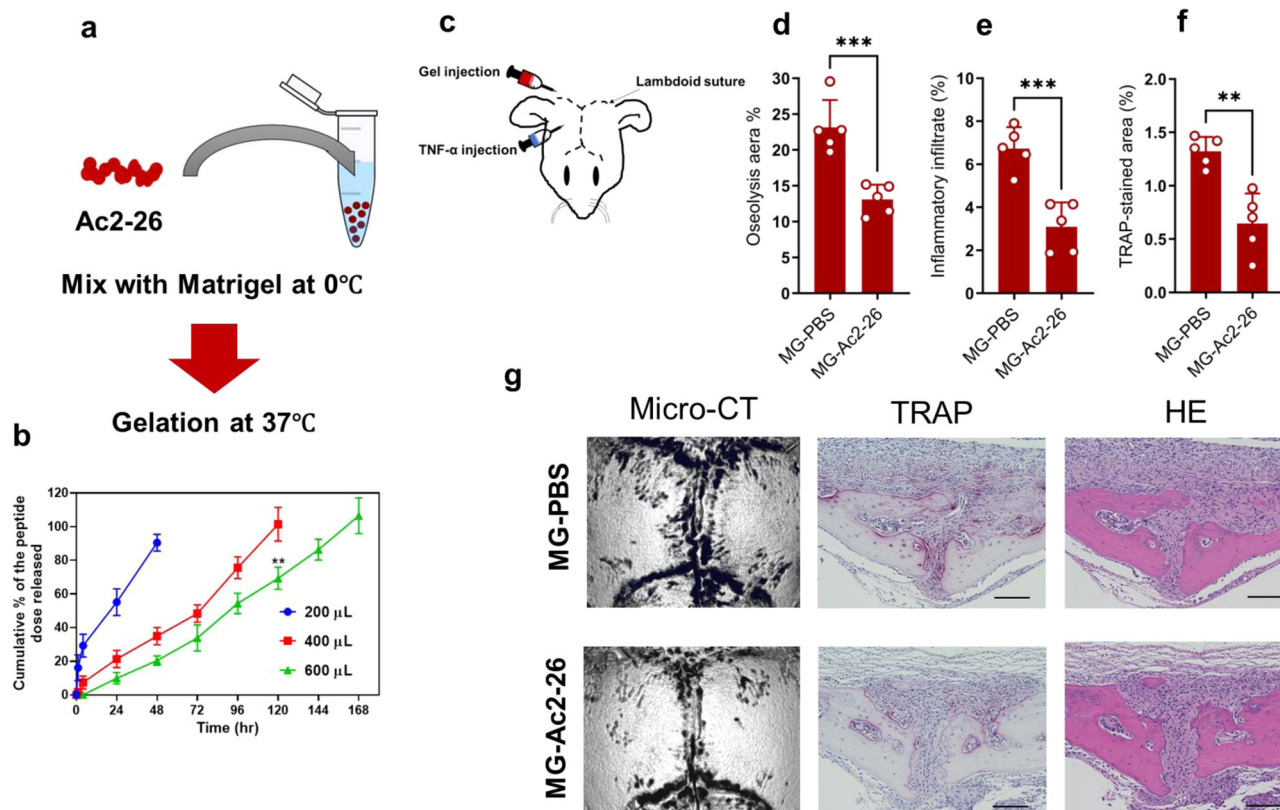 a
Ac2-26
Mix with Matrigel at 0℃
Gelation at 37℃
b
Cumulative % of the peptide
dose released
120
100
80
60
40
20
0
**
200 μL
400 μL
600 μL
0 24 48 72 96 120 144 168
Time (hr)
c
Gel injection
Lambdoid suture
TNF-α injection
d
***
Oseolysis aera %
30
25
20
15
10
5
0
MG-PBS
MG-Ac2-26
e
***
Inflammatory infiltrate (%)
10
8
6
4
2
0
MG-PBS
MG-Ac2-26
f
**
TRAP-stained area (%)
2.0
1.5
1.0
0.5
0.0
MG-PBS
MG-Ac2-26
g
Micro-CT TRAP HE
MG-PBS
MG-Ac2-26